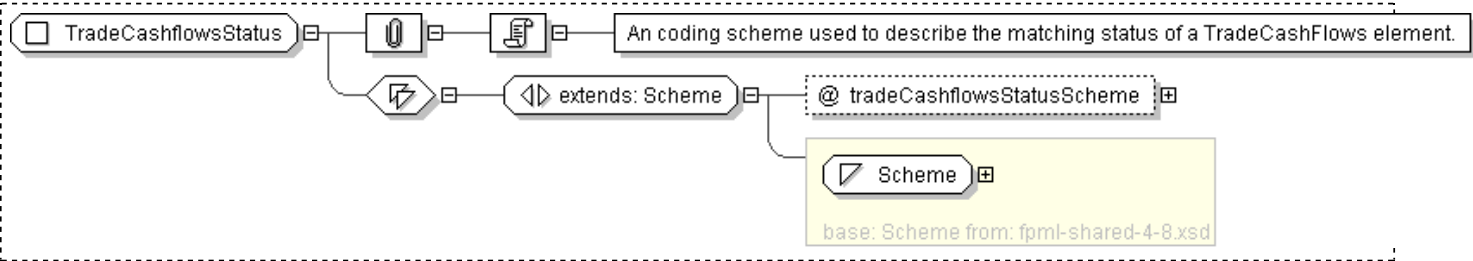 TradeCashflowsStatus
An coding scheme used to describe the matching status of a TradeCashFlows element.
extends: Scheme
@ tradeCashflowsStatusScheme
Scheme
base: Scheme from: fpml-shared-4-8.xsd